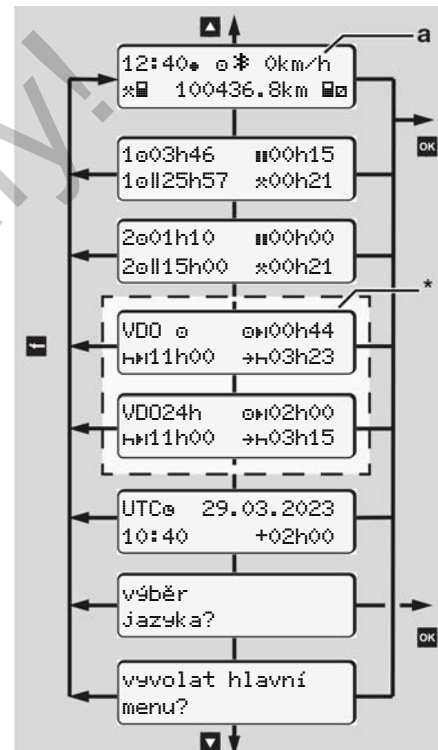 a
12:40 0km/h
100436.8km
OK
1 03h46 00h15
1 25h57 00h21
2 01h10 00h00
2 15h00 00h21
*
VDO 00h44
11h00 03h23
VDO24h 02h00
11h00 03h15
UTC 29.03.2023
10:40 +02h00
výběr
jazyka?
OK
vyvolat hlavní
menu?